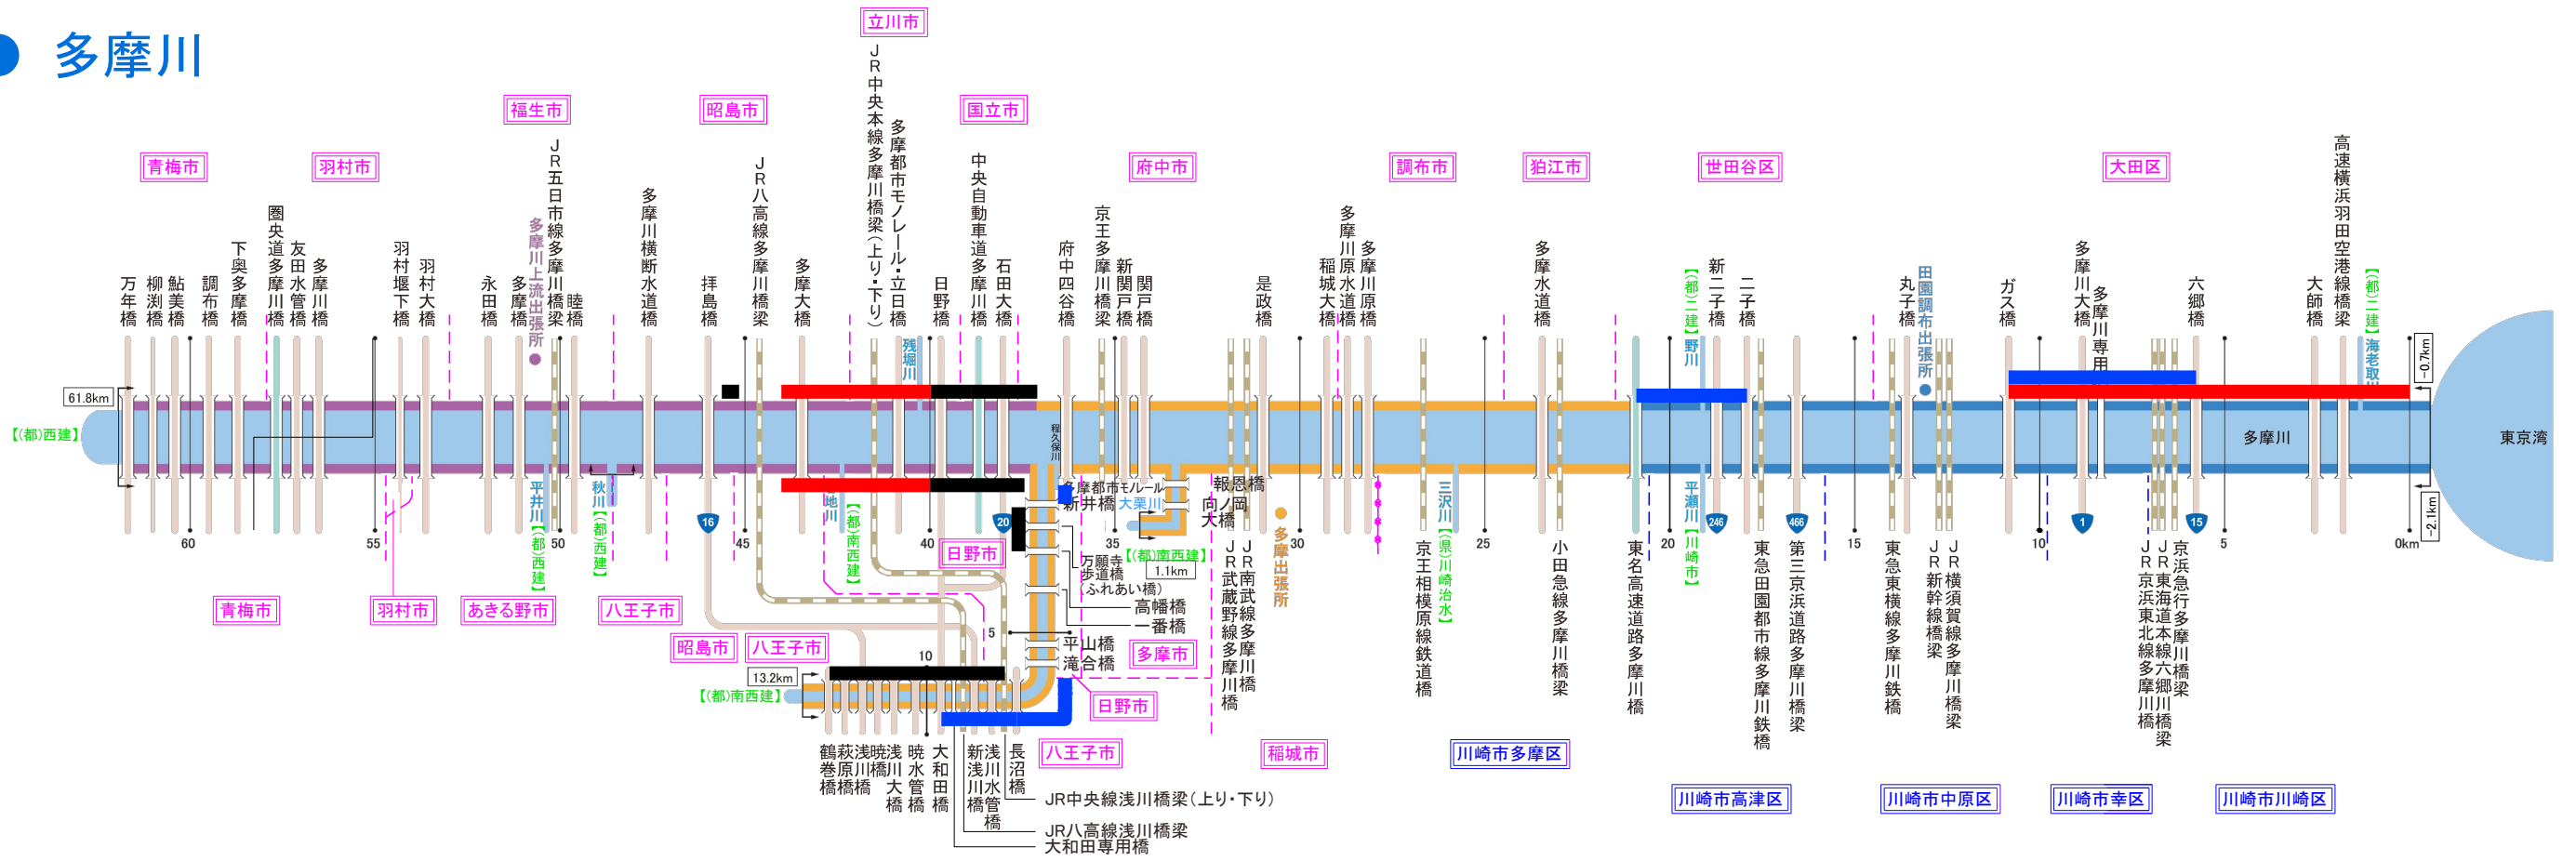 多摩川
立川市
福生市
昭島市
国立市
青梅市
羽村市
府中市
調布市
狛江市
世田谷区
大田区
万年橋
柳渕橋
鮎美橋
調布橋
下奥多摩橋
圏央道多摩川橋
友田水管橋
多摩川橋
羽村堰下橋
羽村大橋
永田橋
多摩橋
多摩川上流出張所
JR五日市線多摩川橋梁
睦橋
多摩川横断水道橋
拝島橋
JR八高線多摩川橋梁
多摩大橋
JR中央本線多摩川橋梁(上り・下り)
多摩都市モノレール・立日橋
日野橋
中央自動車道多摩川橋
石田大橋
府中四谷橋
京王多摩川橋梁
新関戸橋
関戸橋
是政橋
稲城大橋
多摩川原水道橋
多摩川原橋
多摩水道橋
【(都)二建】野川
新二子橋
二子橋
丸子橋
田園調布出張所
ガス橋
多摩川大橋
多摩川専用
六郷橋
大師橋
高速横浜羽田空港線橋梁
【(都)二建】海老取川
残堀川
61.8km
-0.7km
【(都)西建】
程久保川
多摩川
東京湾
-2.1km
平井川【(都)西建】
秋川【(都)西建】
16
地川
【(都)南西建】
20
多摩都市モノレール
新井橋
大栗川
報恩橋
向ノ岡
大橋
三沢川【(県)川崎治水】
平瀬川【川崎市】
246
466
1
15
60
55
50
45
40
35
30
25
20
15
10
5
0km
日野市
【(都)南西建】
1.1km
万願寺
歩道橋
(ふれあい橋)
高幡橋
一番橋
平山橋
滝合橋
5
10
多摩出張所
JR武蔵野線多摩川橋
JR南武線多摩川橋
京王相模原線鉄道橋
小田急線多摩川橋梁
東名高速道路多摩川橋
東急田園都市線多摩川鉄橋
第三京浜道路多摩川橋梁
東急東横線多摩川鉄橋
JR新幹線橋梁
JR横須賀線多摩川橋梁
JR京浜東北線多摩川橋
JR東海道本線六郷川橋梁
京浜急行多摩川橋梁
青梅市
羽村市
あきる野市
八王子市
昭島市
八王子市
多摩市
13.2km
【(都)南西建】
日野市
鶴巻橋
萩原橋
浅川橋
暁橋
浅川大橋
暁水管橋
大和田橋
新浅川橋
浅川水管橋
長沼橋
八王子市
稲城市
川崎市多摩区
川崎市高津区
川崎市中原区
川崎市幸区
川崎市川崎区
JR中央線浅川橋梁(上り・下り)
JR八高線浅川橋梁
大和田専用橋